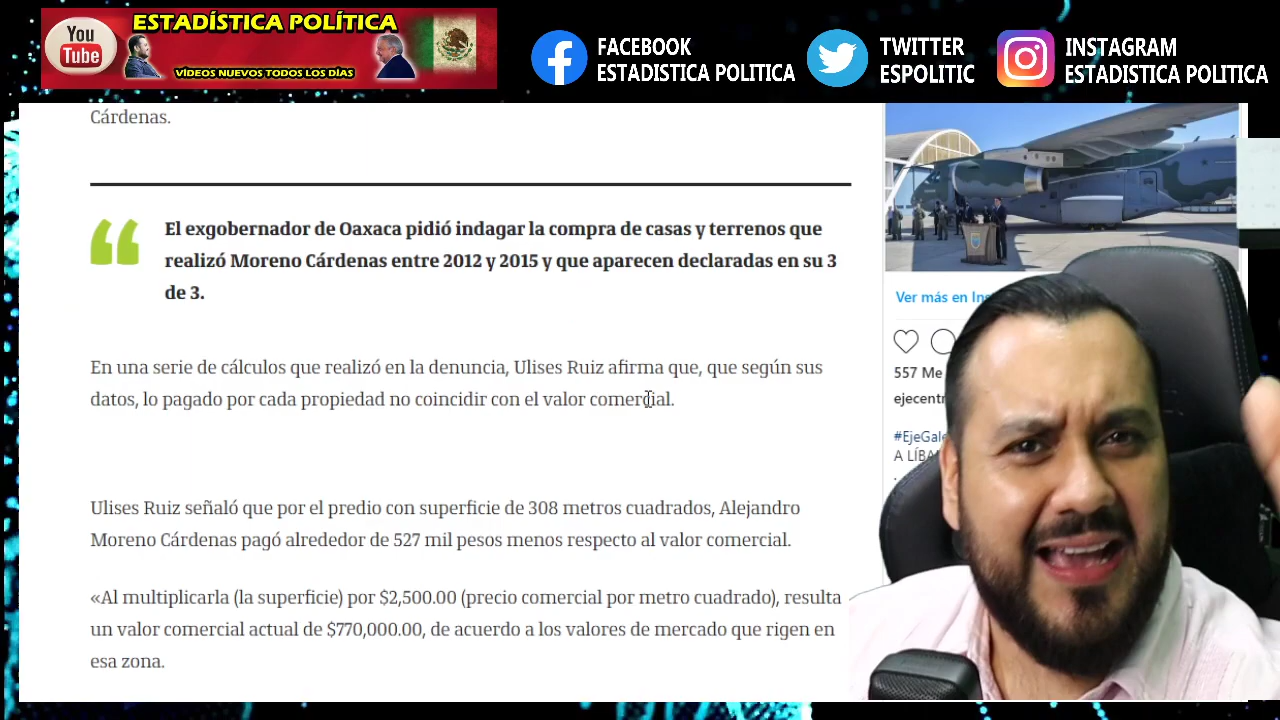 You
Tube
ESTADÍSTICA POLÍTICA
VÍDEOS NUEVOS TODOS LOS DÍAS
FACEBOOK
ESTADISTICA POLITICA
TWITTER
ESPOLITIC
INSTAGRAM
ESTADISTICA POLITICA
Cárdenas.
El exgobernador de Oaxaca pidió indagar la compra de casas y terrenos que
realizó Moreno Cárdenas entre 2012 y 2015 y que aparecen declaradas en su 3
de 3.
En una serie de cálculos que realizó en la denuncia, Ulises Ruiz afirma que, que según sus
datos, lo pagado por cada propiedad no coincidir con el valor comercial.
Ulises Ruiz señaló que por el predio con superficie de 308 metros cuadrados, Alejandro
Moreno Cárdenas pagó alrededor de 527 mil pesos menos respecto al valor comercial.
«Al multiplicarla (la superficie) por $2,500.00 (precio comercial por metro cuadrado), resulta
un valor comercial actual de $770,000.00, de acuerdo a los valores de mercado que rigen en
esa zona.
Ver más en
557 Me
ejecentr
#EjeGal
A LÍBA